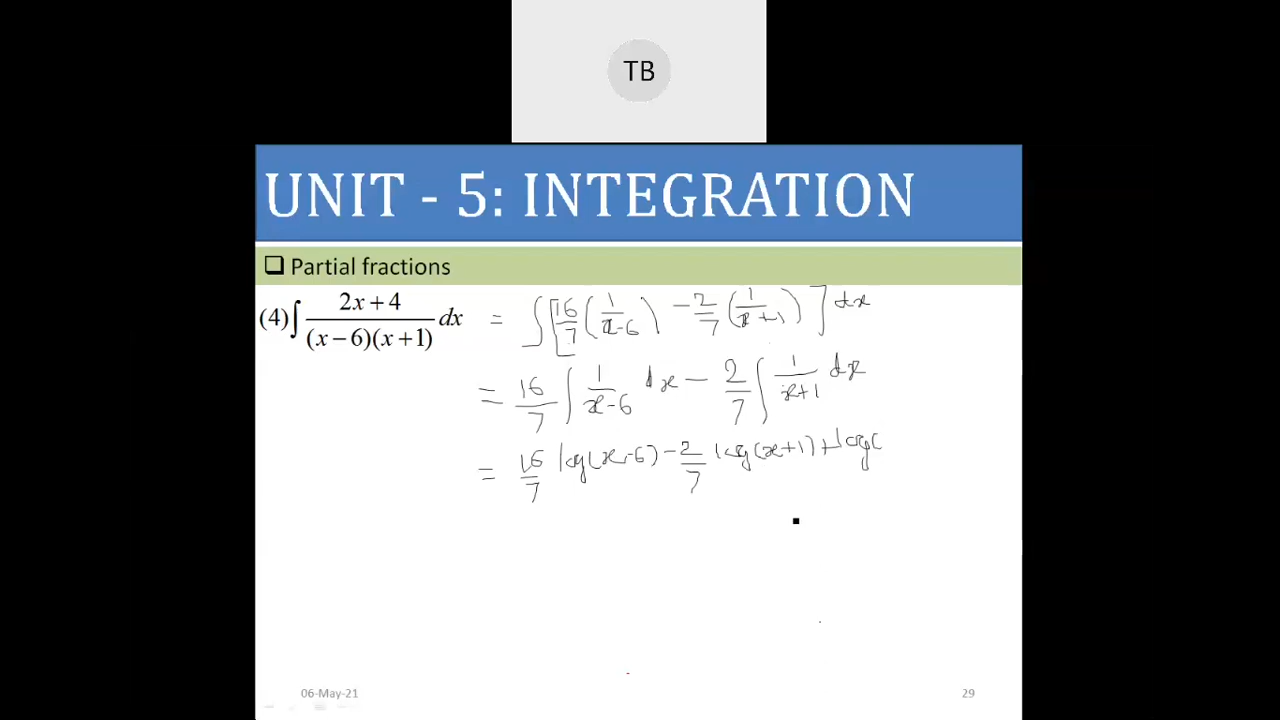 TB
UNIT - 5: INTEGRATION
❑ Partial fractions
(4)∫ (2x+4)/((x−6)(x+1)) dx = ∫[16/7 (1/(x-6)) - 2/7 (1/(x+1))] dx
= 16/7 ∫ 1/(x-6) dx - 2/7 ∫ 1/(x+1) dx
= 16/7 log(x-6) - 2/7 log(x+1) + logc
06-May-21
29